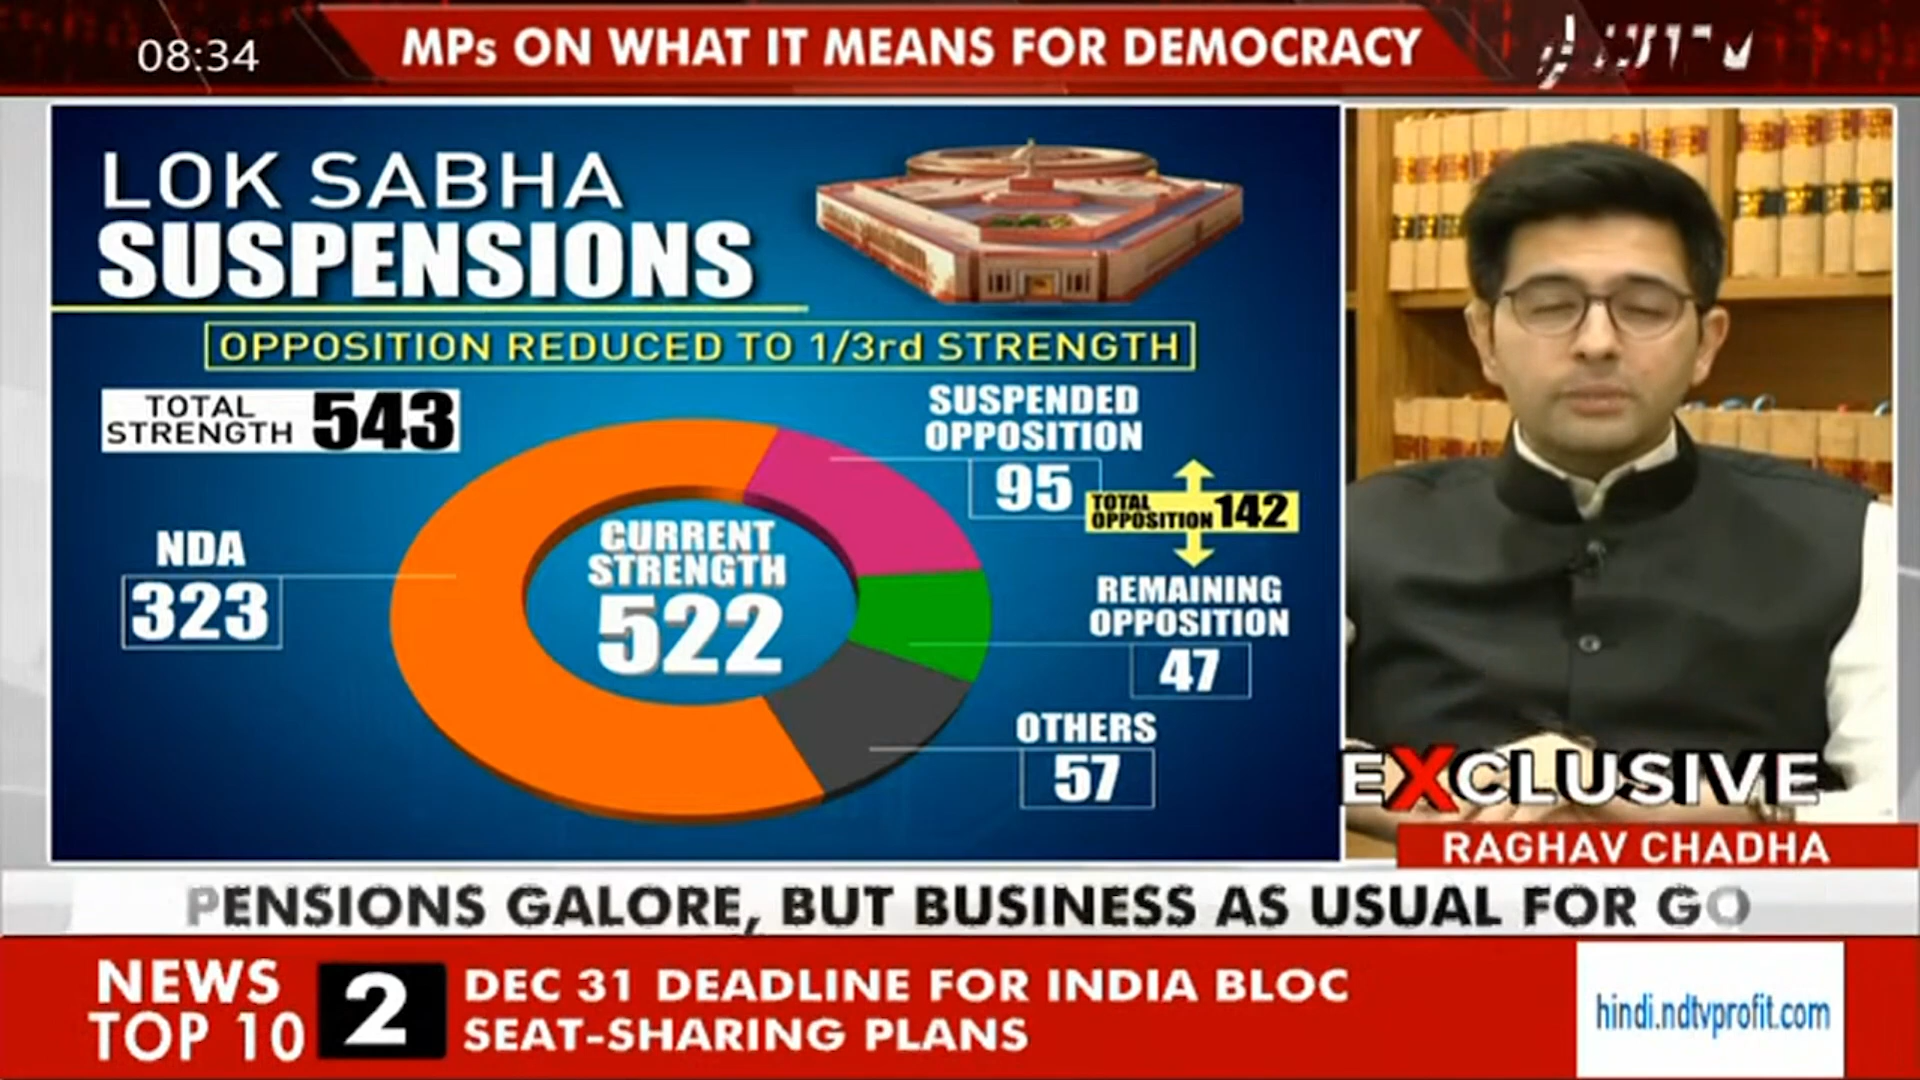 08:34
MPs ON WHAT IT MEANS FOR DEMOCRACY
LOK SABHA
SUSPENSIONS
OPPOSITION REDUCED TO 1/3rd STRENGTH
TOTAL
STRENGTH 543
NDA
323
CURRENT
STRENGTH
522
SUSPENDED
OPPOSITION
95
TOTAL
OPPOSITION 142
REMAINING
OPPOSITION
47
OTHERS
57
EXCLUSIVE
RAGHAV CHADHA
PENSIONS GALORE, BUT BUSINESS AS USUAL FOR GO
NEWS
TOP 10
2
DEC 31 DEADLINE FOR INDIA BLOC
SEAT-SHARING PLANS
hindi.ndtvprofit.com